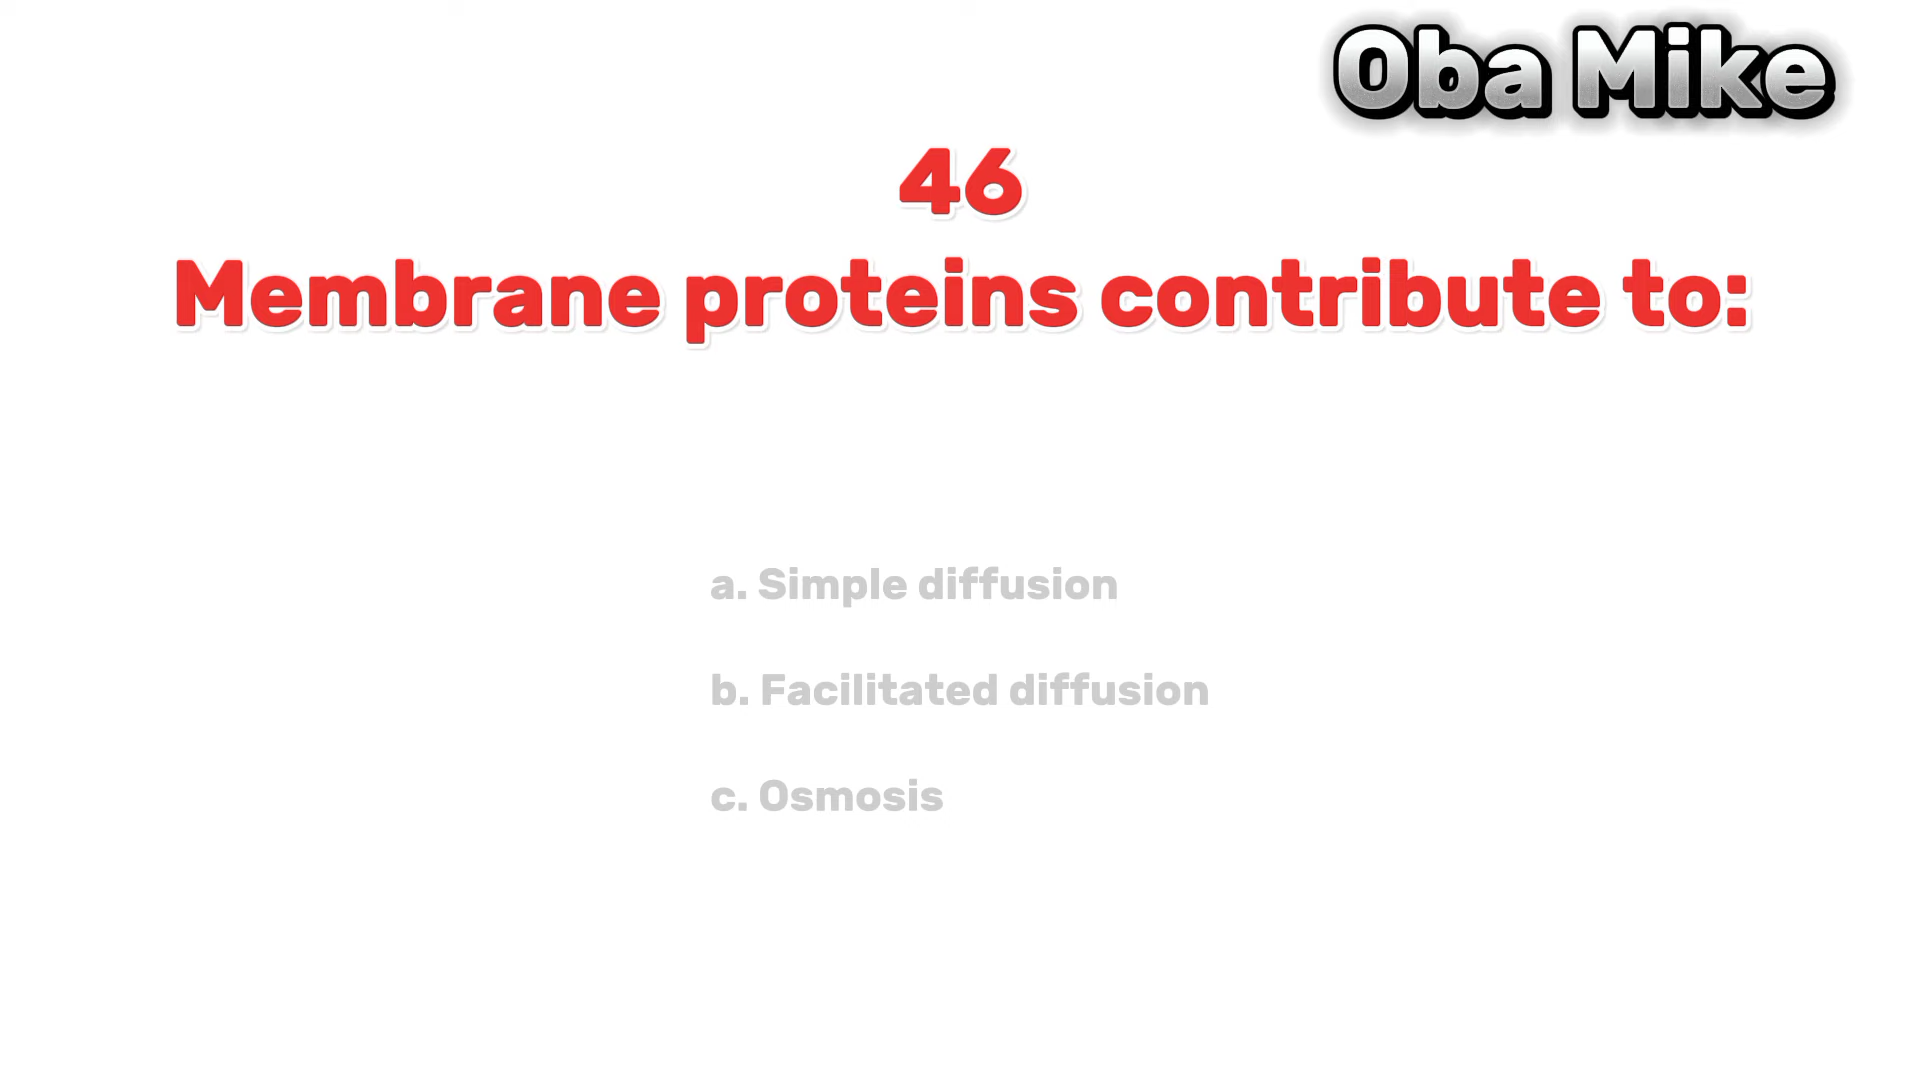 Oba Mike
46
Membrane proteins contribute to:
a. Simple diffusion
b. Facilitated diffusion
c. Osmosis